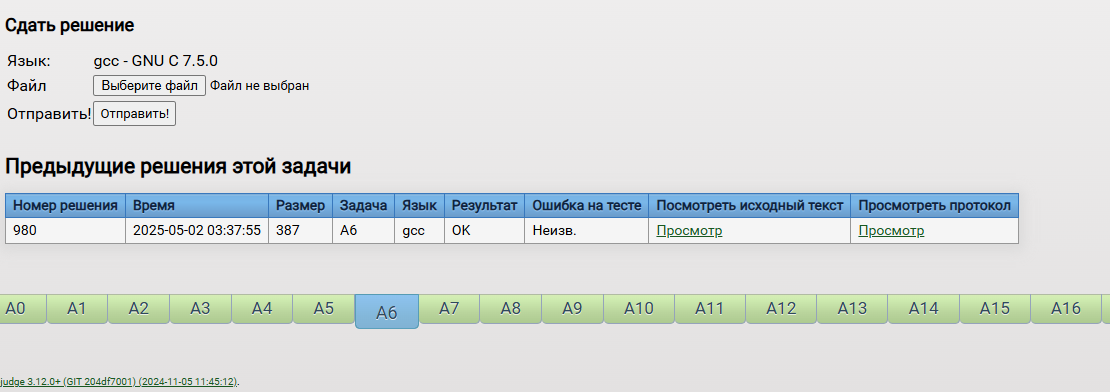 Сдать решение
Язык: gcc - GNU C 7.5.0
Файл Выберите файл Файл не выбран
Отправить! Отправить!
Предыдущие решения этой задачи
Номер решения Время Размер Задача Язык Результат Ошибка на тесте Посмотреть исходный текст Просмотреть протокол
980 2025-05-02 03:37:55 387 A6 gcc OK Неизв. Просмотр Просмотр
A0 A1 A2 A3 A4 A5 A6 A7 A8 A9 A10 A11 A12 A13 A14 A15 A16
judge 3.12.0+ (GIT 204df7001) (2024-11-05 11:45:12).